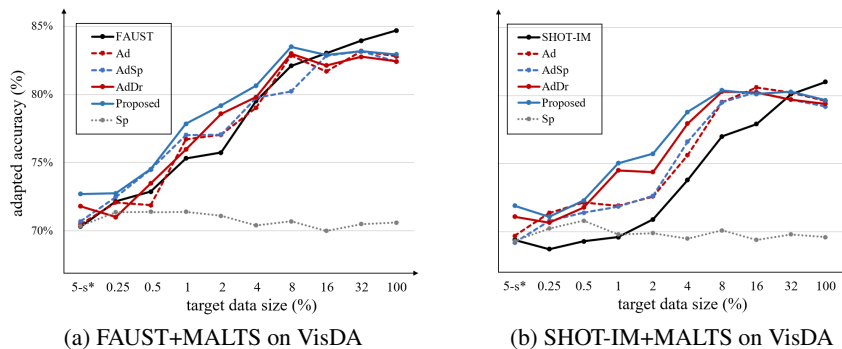 85%
80%
75%
70%
adapted accuracy (%)
FAUST
Ad
AdSp
AdDr
Proposed
Sp
5-s* 0.25 0.5 1 2 4 8 16 32 100
target data size (%)
(a) FAUST+MALTS on VisDA
SHOT-IM
Ad
AdSp
AdDr
Proposed
Sp
5-s* 0.25 0.5 1 2 4 8 16 32 100
target data size (%)
(b) SHOT-IM+MALTS on VisDA